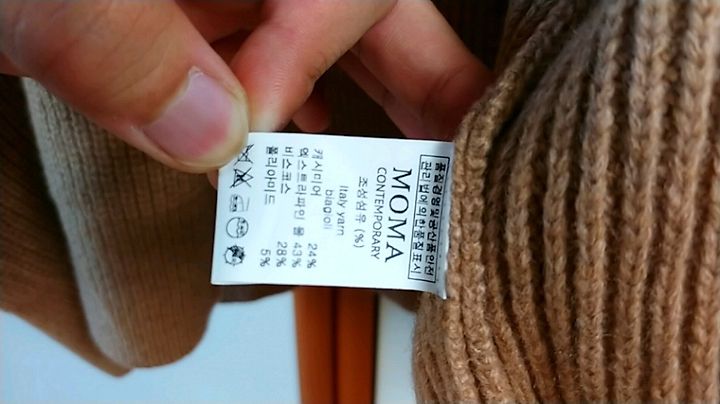 품질경영및공산품안전
관리법에의한품질표시
MOMA
CONTEMPORARY
조성섬유 (%)
Italy yarn
biagioli
캐시미어 24%
엑스트라파인 울 43%
비스코스 28%
폴리아미드 5%